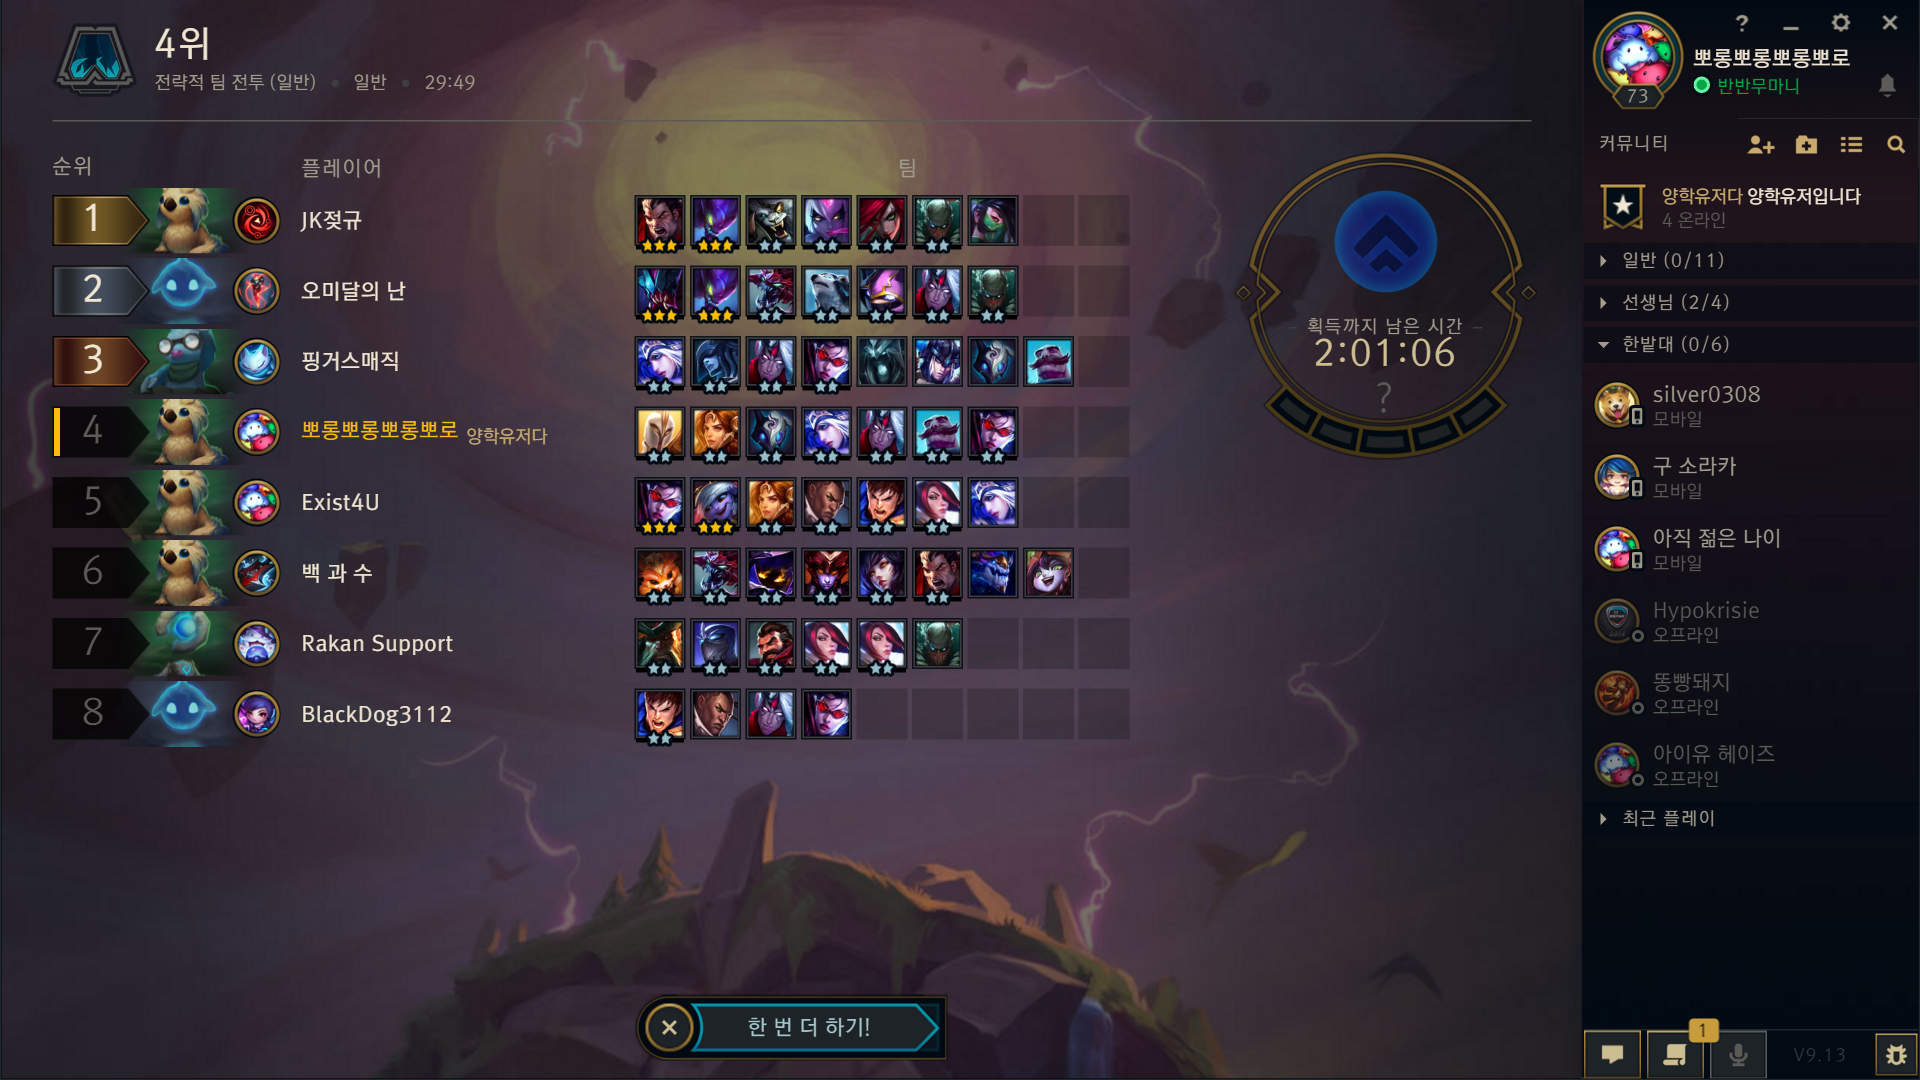 4위
전략적 팀 전투 (일반) • 일반 • 29:49
순위 플레이어 팀
1 JK젖규
2 오미달의 난
3 핑거스매직
4 뽀롱뽀롱뽀롱뽀로 양학유저다
5 Exist4U
6 백 과 수
7 Rakan Support
8 BlackDog3112
획득까지 남은 시간
2:01:06
?
한 번 더 하기!
?
뽀롱뽀롱뽀롱뽀로
반반무마니
73
커뮤니티
양학유저다 양학유저입니다
4 온라인
일반 (0/11)
선생님 (2/4)
한밭대 (0/6)
silver0308
모바일
구 소라카
모바일
아직 젊은 나이
모바일
Hypokrisie
오프라인
똥빵돼지
오프라인
아이유 헤이즈
오프라인
최근 플레이
1
V9.13